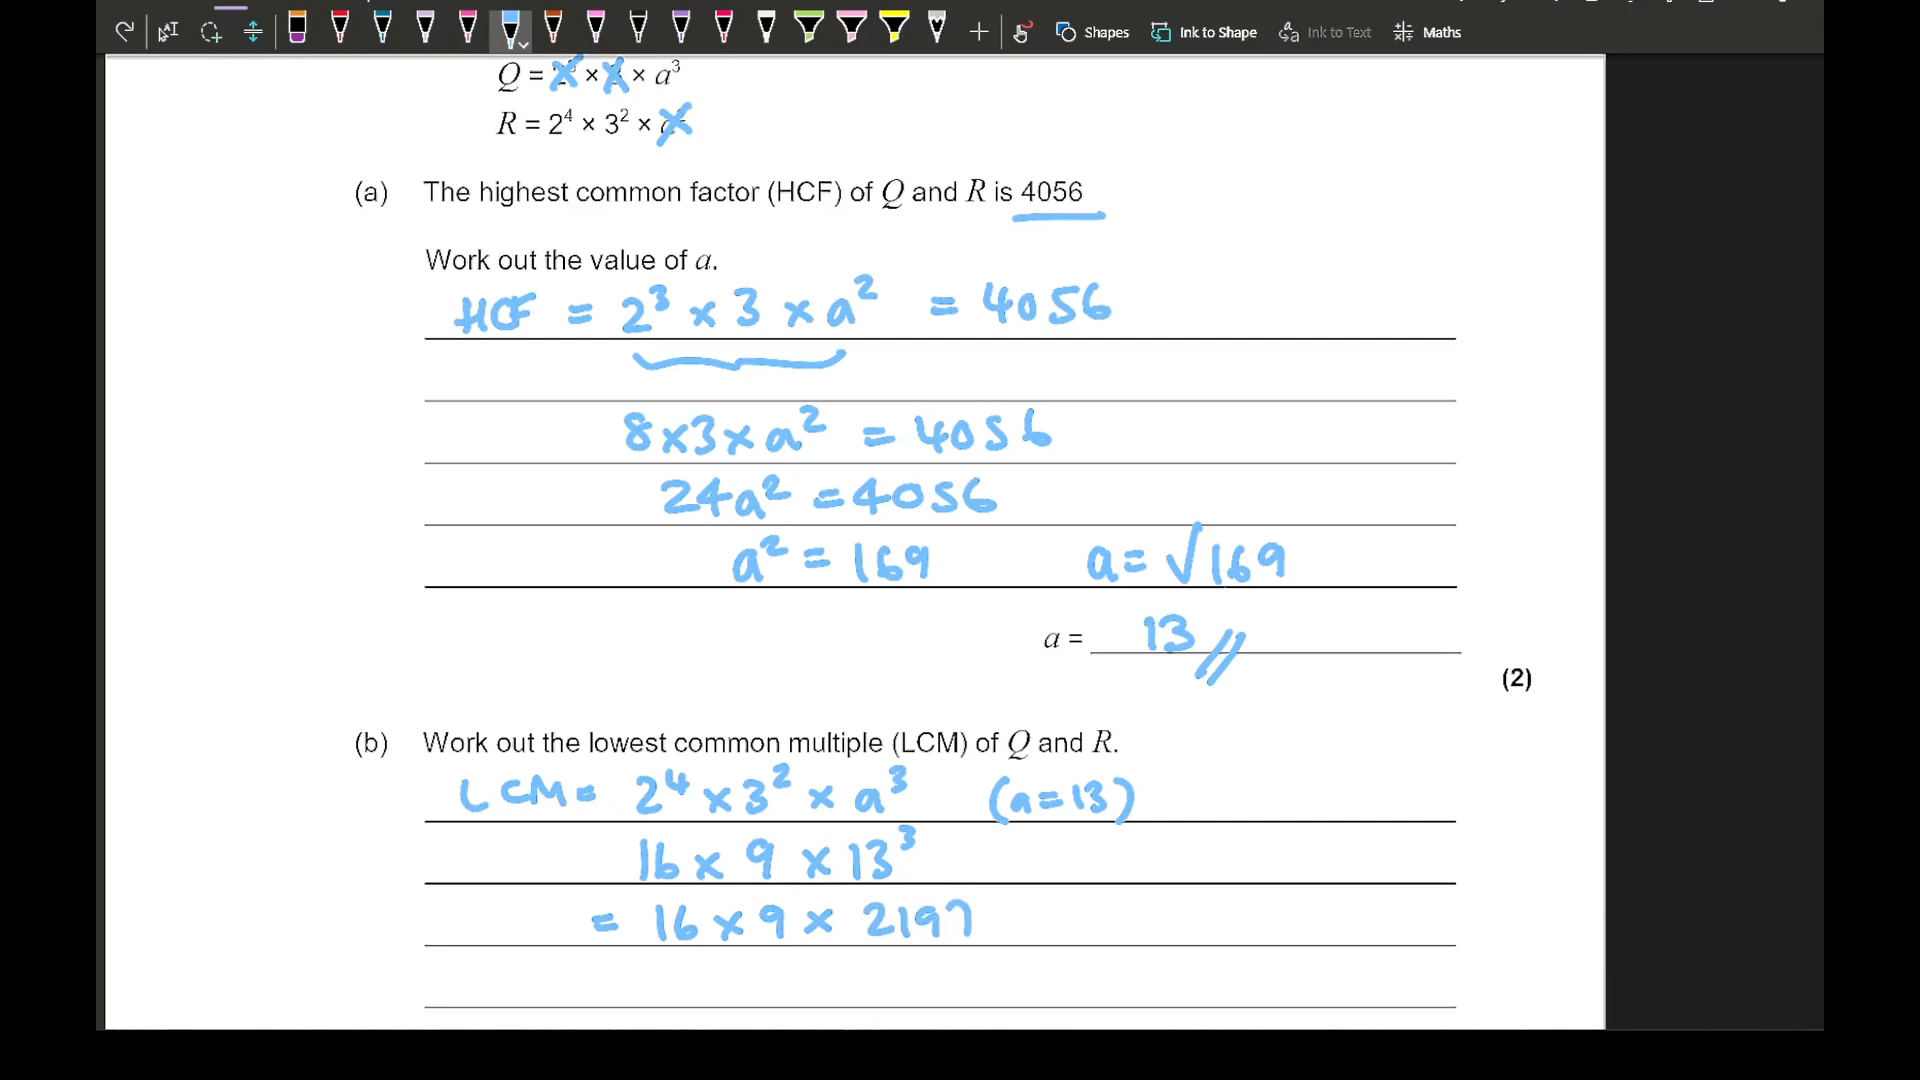 Shapes Ink to Shape Ink to Text Maths
Q = × × a³
R = 2⁴ × 3² ×
(a) The highest common factor (HCF) of Q and R is 4056
Work out the value of a.
HCF = 2³ × 3 × a² = 4056
8 × 3 × a² = 4056
24a² = 4056
a² = 169 a = √169
a = 13
(2)
(b) Work out the lowest common multiple (LCM) of Q and R.
LCM = 2⁴ × 3² × a³ (a = 13)
16 × 9 × 13³
= 16 × 9 × 2197